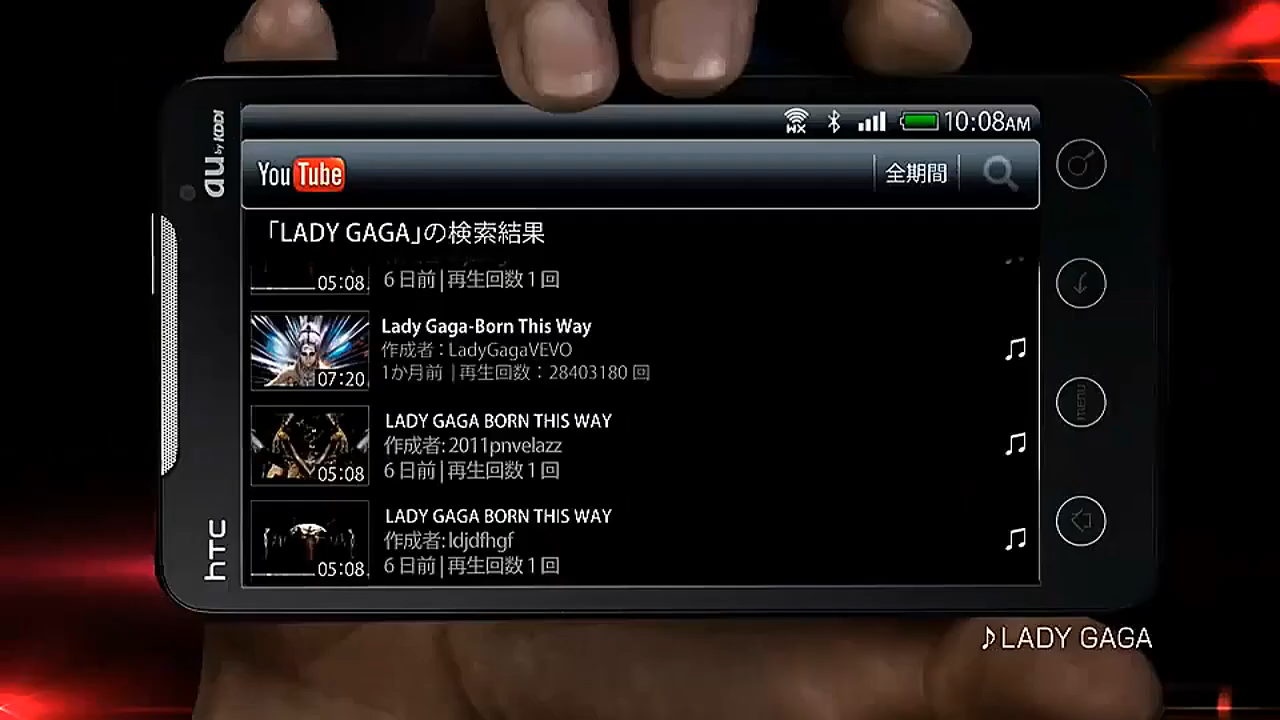 au by KDDI
hTC
WX
10:08AM
YouTube
全期間
「LADY GAGA」の検索結果
05:08
6日前|再生回数1回
07:20
Lady Gaga-Born This Way
作成者：LadyGagaVEVO
1か月前 |再生回数：28403180 回
05:08
LADY GAGA BORN THIS WAY
作成者: 2011pnvelazz
6日前|再生回数1回
05:08
LADY GAGA BORN THIS WAY
作成者: ldjdfhgf
6日前|再生回数1回
menu
♪LADY GAGA